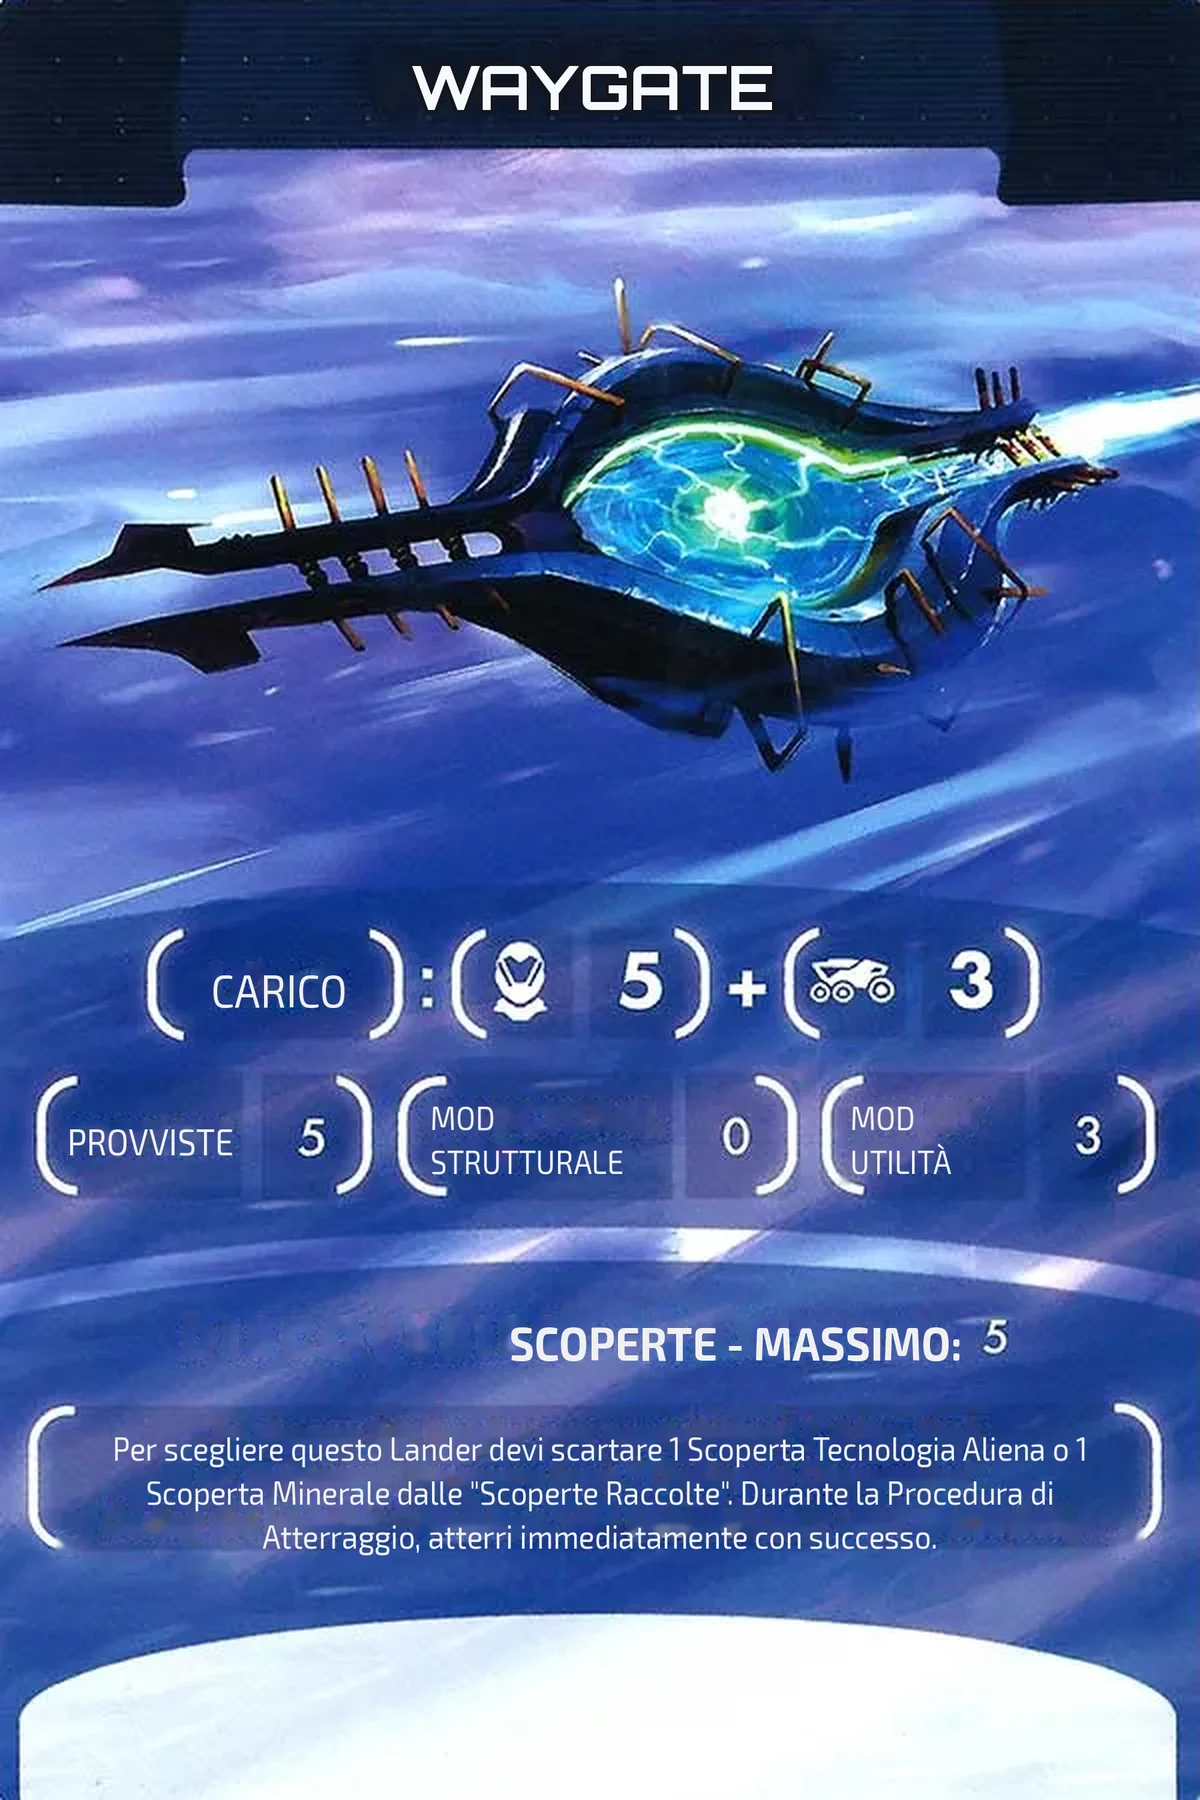 WAYGATE
CARICO : 5 + 3
PROVVISTE 5
MOD
STRUTTURALE 0
MOD
UTILITÀ 3
SCOPERTE - MASSIMO: 5
Per scegliere questo Lander devi scartare 1 Scoperta Tecnologia Aliena o 1
Scoperta Minerale dalle "Scoperte Raccolte". Durante la Procedura di
Atterraggio, atterri immediatamente con successo.